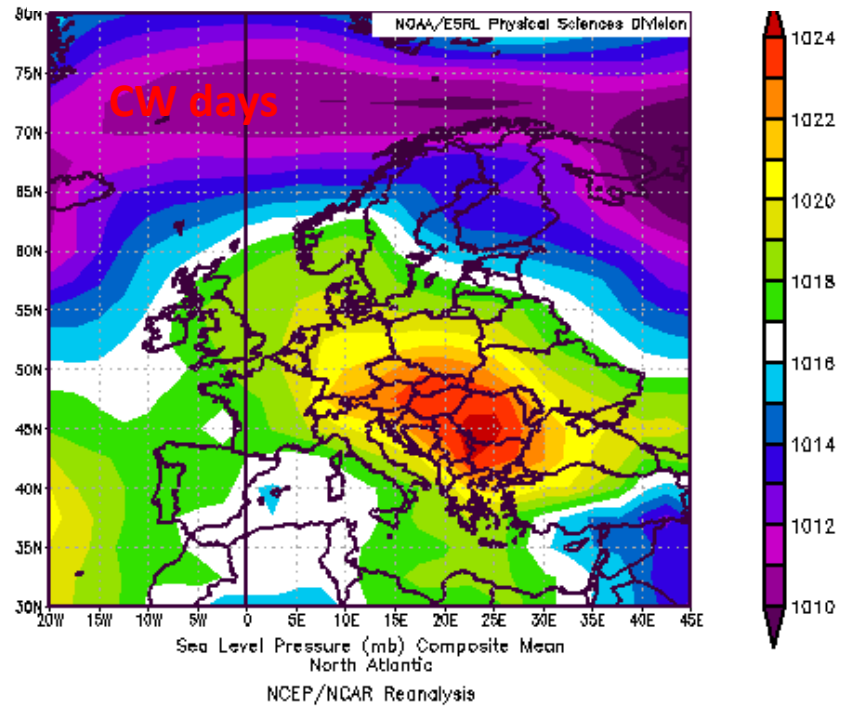 80N
NOAA/ESRL Physical Sciences Division
75N
CW days
70N
65N
60N
55N
50N
45N
40N
35N
30N
20W 15W 10W 5W 0 5E 10E 15E 20E 25E 30E 35E 40E 45E
1024
1022
1020
1018
1016
1014
1012
1010
Sea Level Pressure (mb) Composite Mean
North Atlantic
NCEP/NCAR Reanalysis